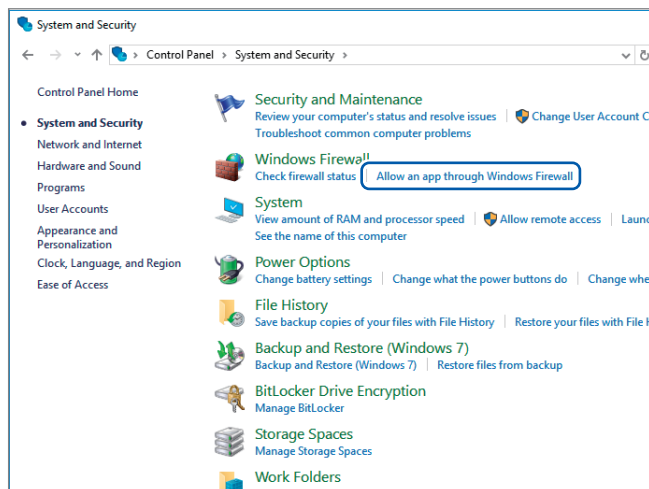 System and Security
Control Panel > System and Security >
Control Panel Home
System and Security
Network and Internet
Hardware and Sound
Programs
User Accounts
Appearance and
Personalization
Clock, Language, and Region
Ease of Access
Security and Maintenance
Review your computer's status and resolve issues | Change User Account C
Troubleshoot common computer problems
Windows Firewall
Check firewall status | Allow an app through Windows Firewall
System
View amount of RAM and processor speed | Allow remote access | Laun
See the name of this computer
Power Options
Change battery settings | Change what the power buttons do | Change whe
File History
Save backup copies of your files with File History | Restore your files with File H
Backup and Restore (Windows 7)
Backup and Restore (Windows 7) | Restore files from backup
BitLocker Drive Encryption
Manage BitLocker
Storage Spaces
Manage Storage Spaces
Work Folders